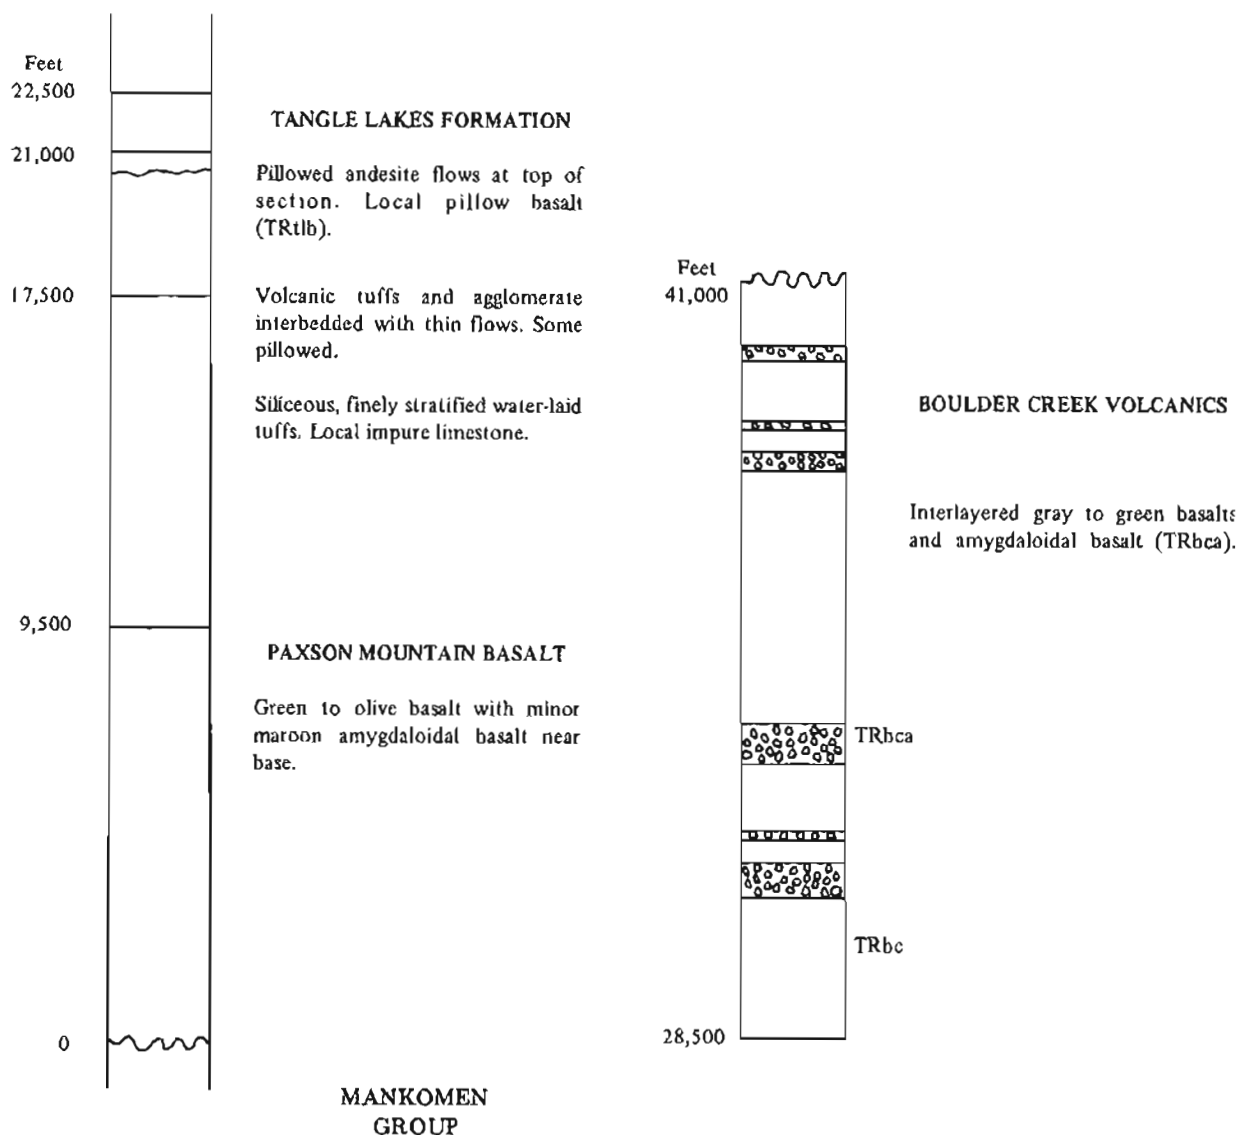 Feet
22,500
TANGLE LAKES FORMATION
21,000
Pillowed andesite flows at top of
section. Local pillow basalt
(TRtlb).
17,500
Volcanic tuffs and agglomerate
interbedded with thin flows. Some
pillowed.
Siliceous, finely stratified water-laid
tuffs. Local impure limestone.
9,500
PAXSON MOUNTAIN BASALT
Green to olive basalt with minor
maroon amygdaloidal basalt near
base.
0
MANKOMEN
GROUP
Feet
41,000
BOULDER CREEK VOLCANICS
Interlayered gray to green basalts
and amygdaloidal basalt (TRbca).
TRbca
TRbc
28,500